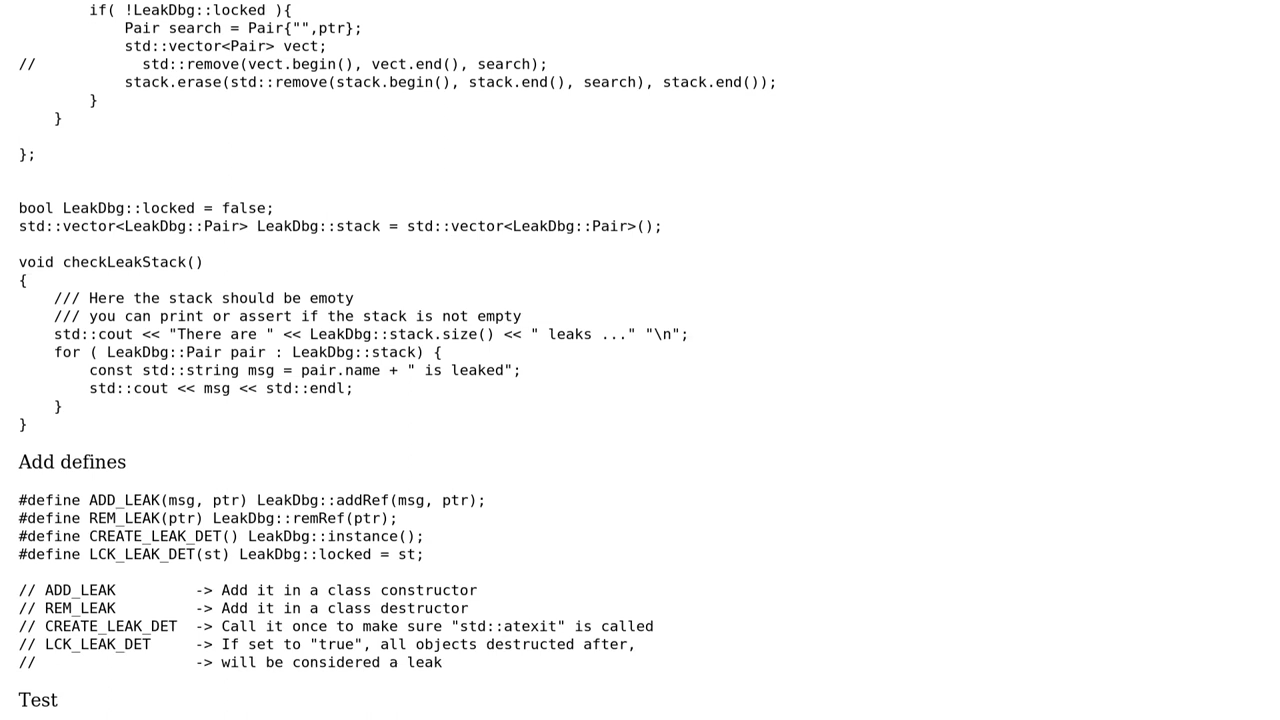 if( !LeakDbg::locked ){
            Pair search = Pair{"",ptr};
            std::vector<Pair> vect;
//            std::remove(vect.begin(), vect.end(), search);
            stack.erase(std::remove(stack.begin(), stack.end(), search), stack.end());
        }
    }
};
bool LeakDbg::locked = false;
std::vector<LeakDbg::Pair> LeakDbg::stack = std::vector<LeakDbg::Pair>();
void checkLeakStack()
{
    /// Here the stack should be emoty
    /// you can print or assert if the stack is not empty
    std::cout << "There are " << LeakDbg::stack.size() << " leaks ..." "\n";
    for ( LeakDbg::Pair pair : LeakDbg::stack) {
        const std::string msg = pair.name + " is leaked";
        std::cout << msg << std::endl;
    }
}
Add defines
#define ADD_LEAK(msg, ptr) LeakDbg::addRef(msg, ptr);
#define REM_LEAK(ptr) LeakDbg::remRef(ptr);
#define CREATE_LEAK_DET() LeakDbg::instance();
#define LCK_LEAK_DET(st) LeakDbg::locked = st;
// ADD_LEAK         -> Add it in a class constructor
// REM_LEAK         -> Add it in a class destructor
// CREATE_LEAK_DET  -> Call it once to make sure "std::atexit" is called
// LCK_LEAK_DET     -> If set to "true", all objects destructed after,
//                  -> will be considered a leak
Test